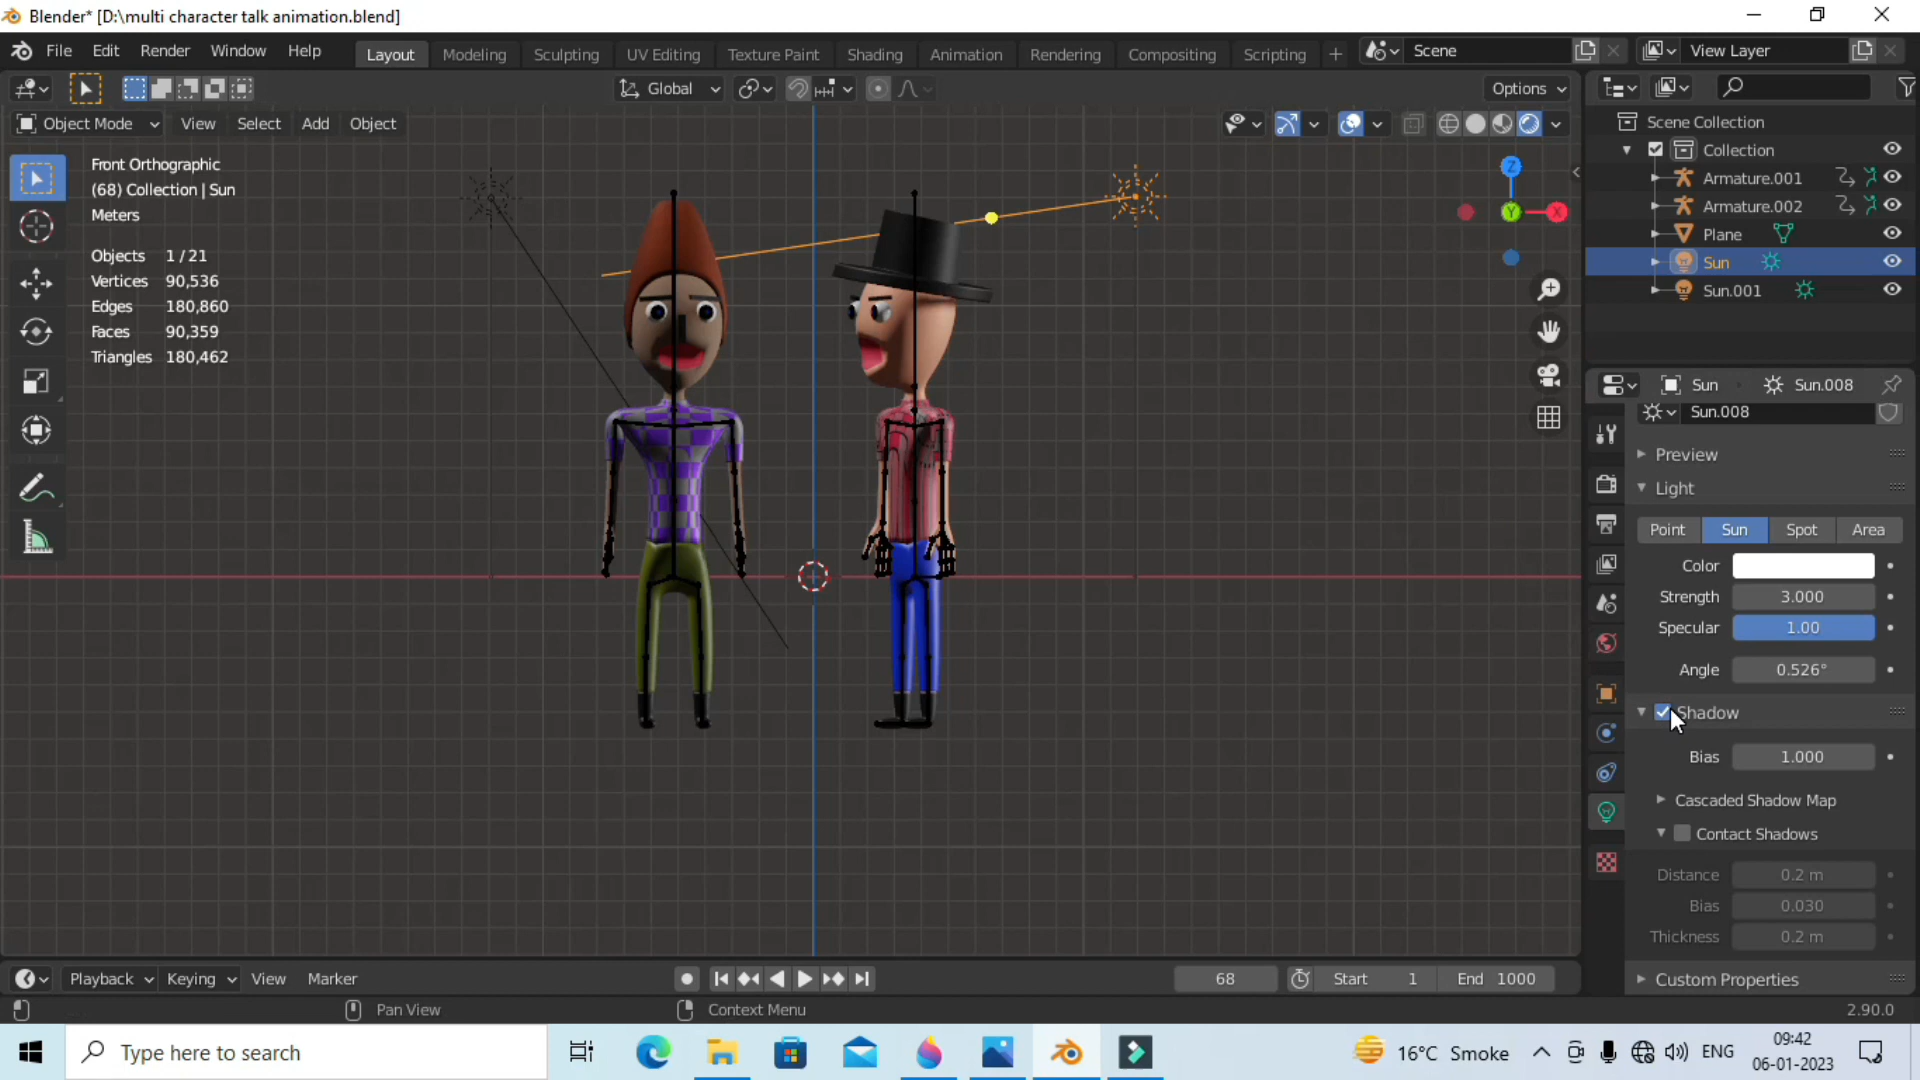 Blender* [D:\multi character talk animation.blend]
File Edit Render Window Help Layout Modeling Sculpting UV Editing Texture Paint Shading Animation Rendering Compositing Scripting + Scene View Layer
Global Options
Object Mode View Select Add Object
Scene Collection
Collection
Armature.001
Armature.002
Plane
Sun
Sun.001
Front Orthographic
(68) Collection | Sun
Meters
Objects 1 / 21
Vertices 90,536
Edges 180,860
Faces 90,359
Triangles 180,462
Z
Y
X
Sun Sun.008
Sun.008
Preview
Light
Point Sun Spot Area
Color
Strength 3.000
Specular 1.00
Angle 0.526°
Shadow
Bias 1.000
Cascaded Shadow Map
Contact Shadows
Distance 0.2 m
Bias 0.030
Thickness 0.2 m
Custom Properties
Playback Keying View Marker 68 Start 1 End 1000
Pan View Context Menu 2.90.0
Type here to search 16°C Smoke ENG 09:42
06-01-2023